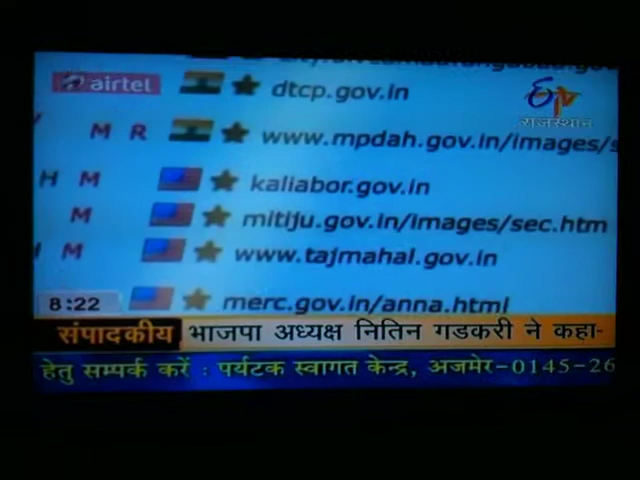 airtel
dtcp.gov.in
ETV
राजस्थान
M R www.mpdah.gov.in/images/s
H M kaliabor.gov.in
M mitiju.gov.in/images/sec.htm
M www.tajmahal.gov.in
8:22
merc.gov.in/anna.html
संपादकीय भाजपा अध्यक्ष नितिन गडकरी ने कहा-
हेतु सम्पर्क करें : पर्यटक स्वागत केन्द्र, अजमेर-0145-26